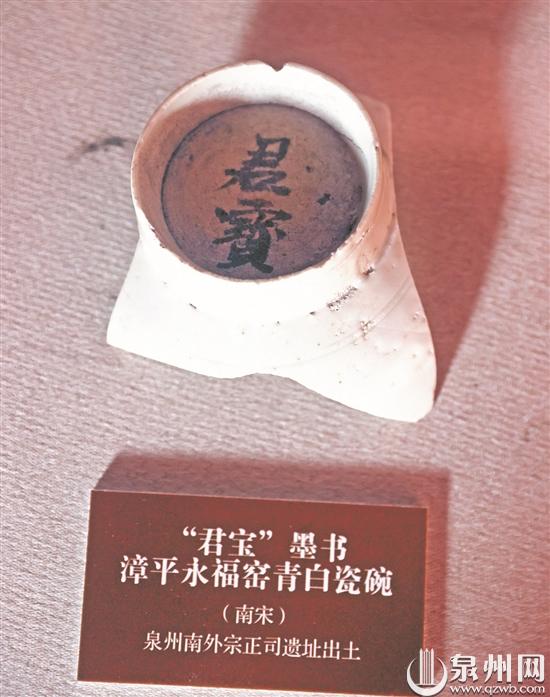 君
寳
“君宝”墨书
漳平永福窑青白瓷碗
（南宋）
泉州南外宗正司遗址出土
泉州网
www.qzwb.com